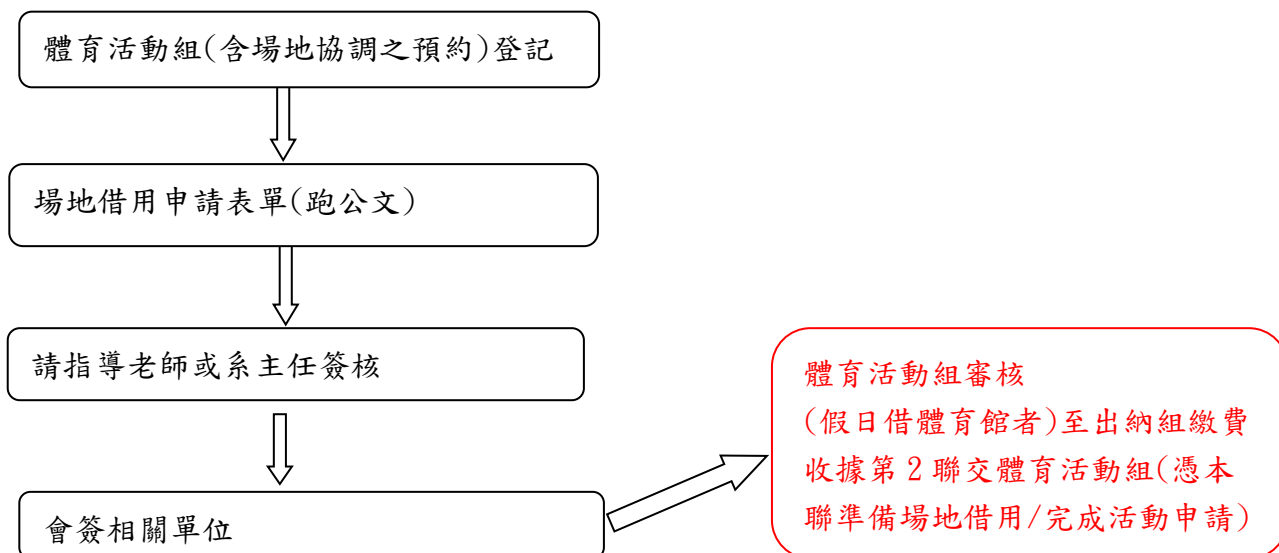 體育活動組(含場地協調之預約)登記
場地借用申請表單(跑公文)
請指導老師或系主任簽核
會簽相關單位
體育活動組審核
(假日借體育館者)至出納組繳費
收據第 2 聯交體育活動組(憑本
聯準備場地借用/完成活動申請)